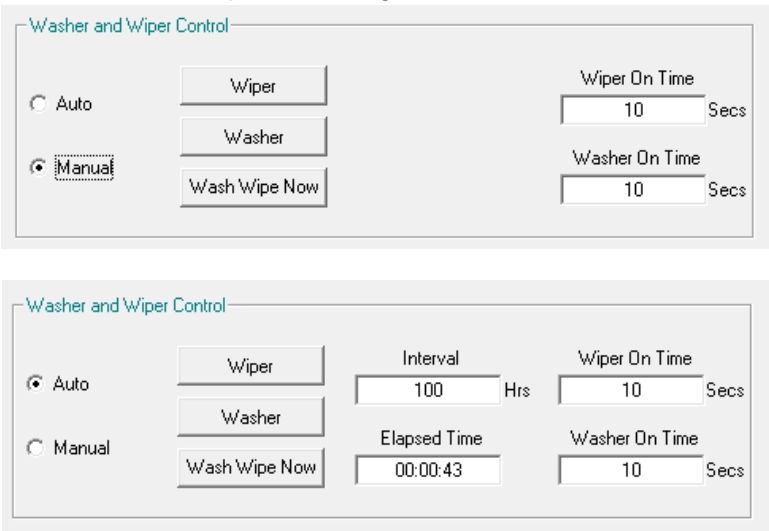 Washer and Wiper Control
Wiper
Wiper On Time
Auto
10 Secs
Washer
Manual
Washer On Time
Wash Wipe Now
10 Secs
Washer and Wiper Control
Wiper
Interval
Wiper On Time
Auto
100 Hrs
10 Secs
Washer
Manual
Elapsed Time
Washer On Time
Wash Wipe Now
00:00:43
10 Secs